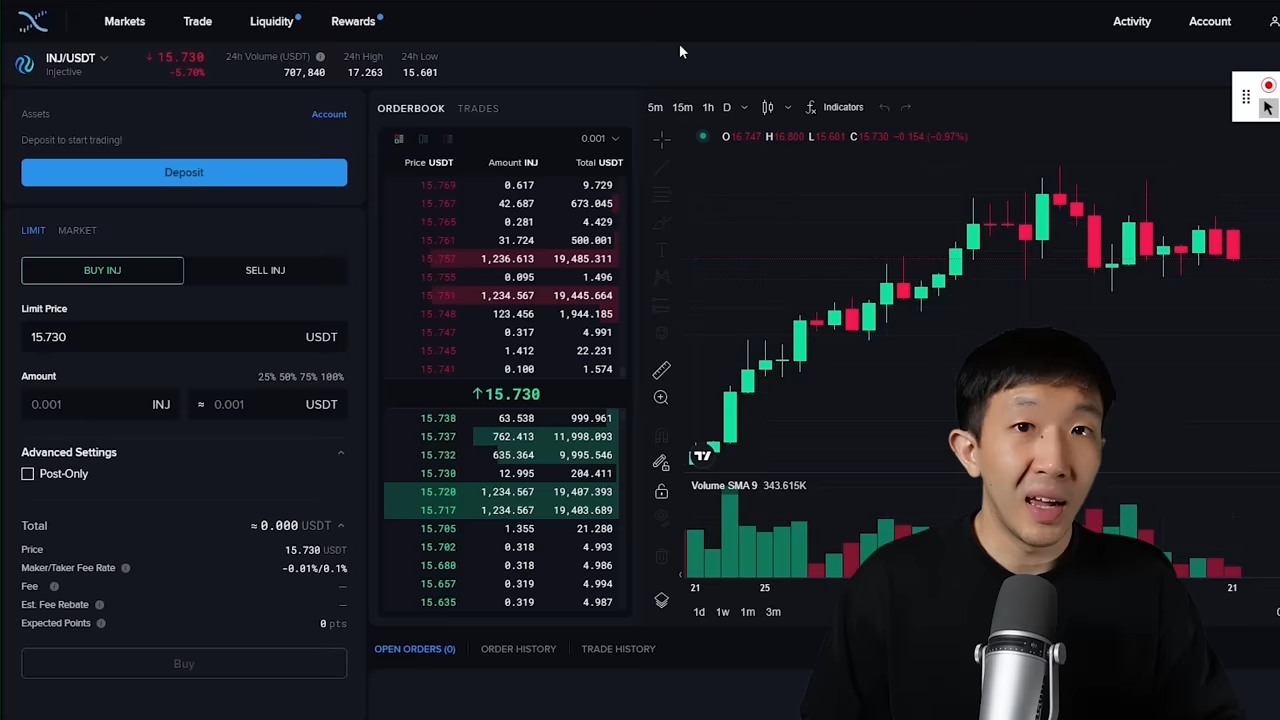 Markets Trade Liquidity Rewards Activity Account
INJ/USDT
Injective
↓ 15.730
-5.70%
24h Volume (USDT)
707,840
24h High
17.263
24h Low
15.601
Assets Account
Deposit to start trading!
Deposit
LIMIT MARKET
BUY INJ SELL INJ
Limit Price
15.730 USDT
Amount 25% 50% 75% 100%
0.001 INJ ≈ 0.001 USDT
Advanced Settings
Post-Only
Total ≈ 0.000 USDT
Price 15.730 USDT
Maker/Taker Fee Rate -0.01%/0.1%
Fee —
Est. Fee Rebate —
Expected Points 0 pts
Buy
ORDERBOOK TRADES
0.001
Price USDT Amount INJ Total USDT
15.769 0.617 9.729
15.767 42.687 673.045
15.765 0.281 4.429
15.761 31.724 500.001
15.757 1,236.613 19,485.311
15.755 0.095 1.496
15.751 1,234.567 19,445.664
15.748 123.456 1,944.185
15.747 0.317 4.991
15.745 1.412 22.231
15.741 0.100 1.574
↑15.730
15.738 63.538 999.961
15.737 762.413 11,998.093
15.732 635.364 9,995.546
15.730 12.995 204.411
15.720 1,234.567 19,407.393
15.717 1,234.567 19,403.689
15.705 1.355 21.280
15.702 0.318 4.993
15.680 0.318 4.986
15.657 0.319 4.994
15.635 0.319 4.987
5m 15m 1h D Indicators
O16.747 H16.800 L15.601 C15.730 -0.154 (-0.97%)
Volume SMA 9 343.615K
21 25 21
1d 1w 1m 3m
OPEN ORDERS (0) ORDER HISTORY TRADE HISTORY